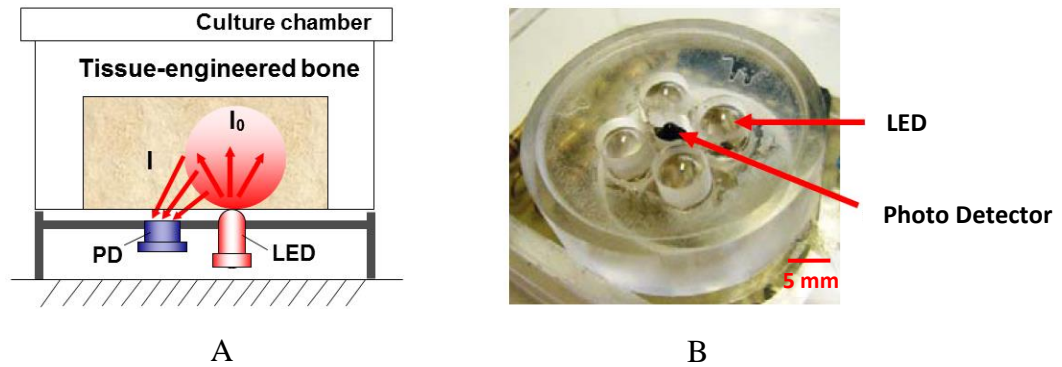 Culture chamber
Tissue-engineered bone
I₀
I
PD
LED
LED
Photo Detector
5 mm
A
B